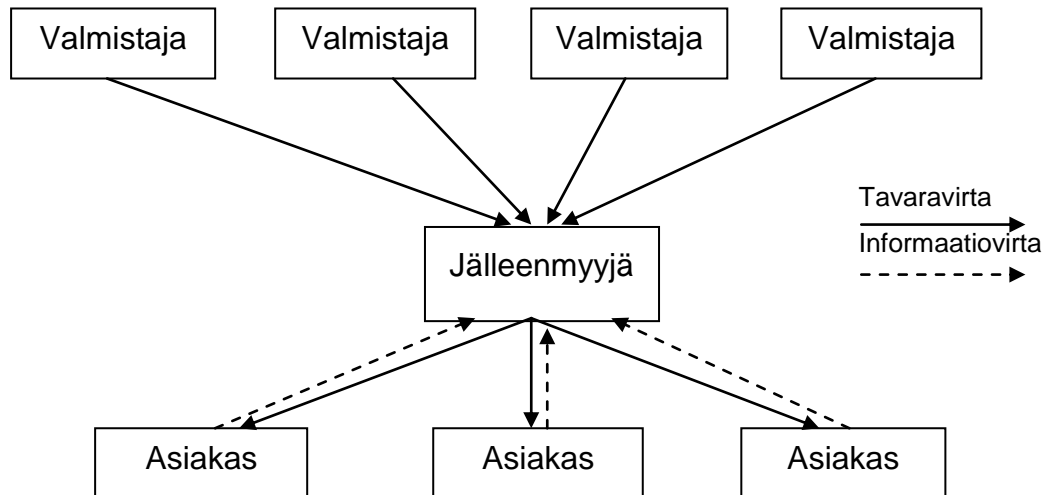 Valmistaja
Valmistaja
Valmistaja
Valmistaja
Tavaravirta
Informaatiovirta
Jälleenmyyjä
Asiakas
Asiakas
Asiakas